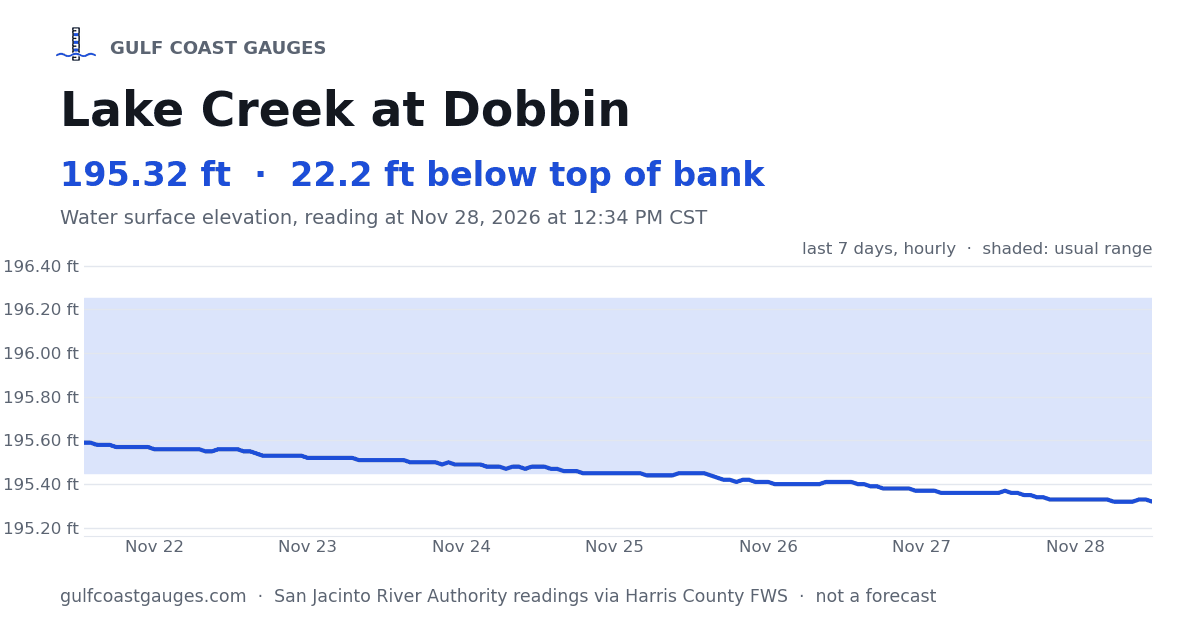 GULF COAST GAUGES
Lake Creek at Dobbin
195.32 ft · 22.2 ft below top of bank
Water surface elevation, reading at Nov 28, 2026 at 12:34 PM CST
last 7 days, hourly · shaded: usual range
196.40 ft
196.20 ft
196.00 ft
195.80 ft
195.60 ft
195.40 ft
195.20 ft
Nov 22 Nov 23 Nov 24 Nov 25 Nov 26 Nov 27 Nov 28
gulfcoastgauges.com · San Jacinto River Authority readings via Harris County FWS · not a forecast